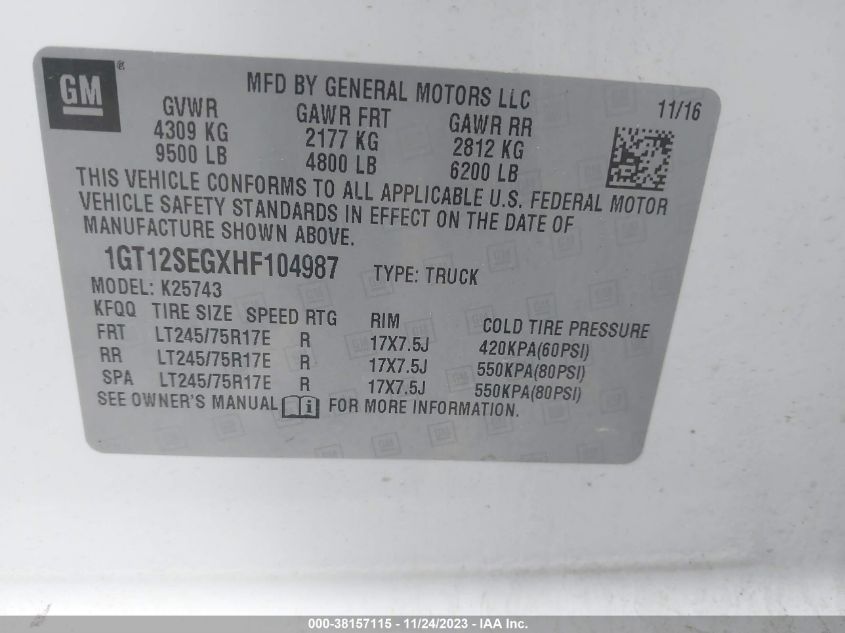 GM ®
MFD BY GENERAL MOTORS LLC
11/16
GVWR GAWR FRT GAWR RR
4309 KG 2177 KG 2812 KG
9500 LB 4800 LB 6200 LB
THIS VEHICLE CONFORMS TO ALL APPLICABLE U.S. FEDERAL MOTOR
VEHICLE SAFETY STANDARDS IN EFFECT ON THE DATE OF
MANUFACTURE SHOWN ABOVE.
1GT12SEGXHF104987 TYPE: TRUCK
MODEL: K25743
KFQQ TIRE SIZE SPEED RTG RIM COLD TIRE PRESSURE
FRT LT245/75R17E R 17X7.5J 420KPA(60PSI)
RR LT245/75R17E R 17X7.5J 550KPA(80PSI)
SPA LT245/75R17E R 17X7.5J 550KPA(80PSI)
SEE OWNER'S MANUAL i FOR MORE INFORMATION.
000-38157115 - 11/24/2023 - IAA Inc.